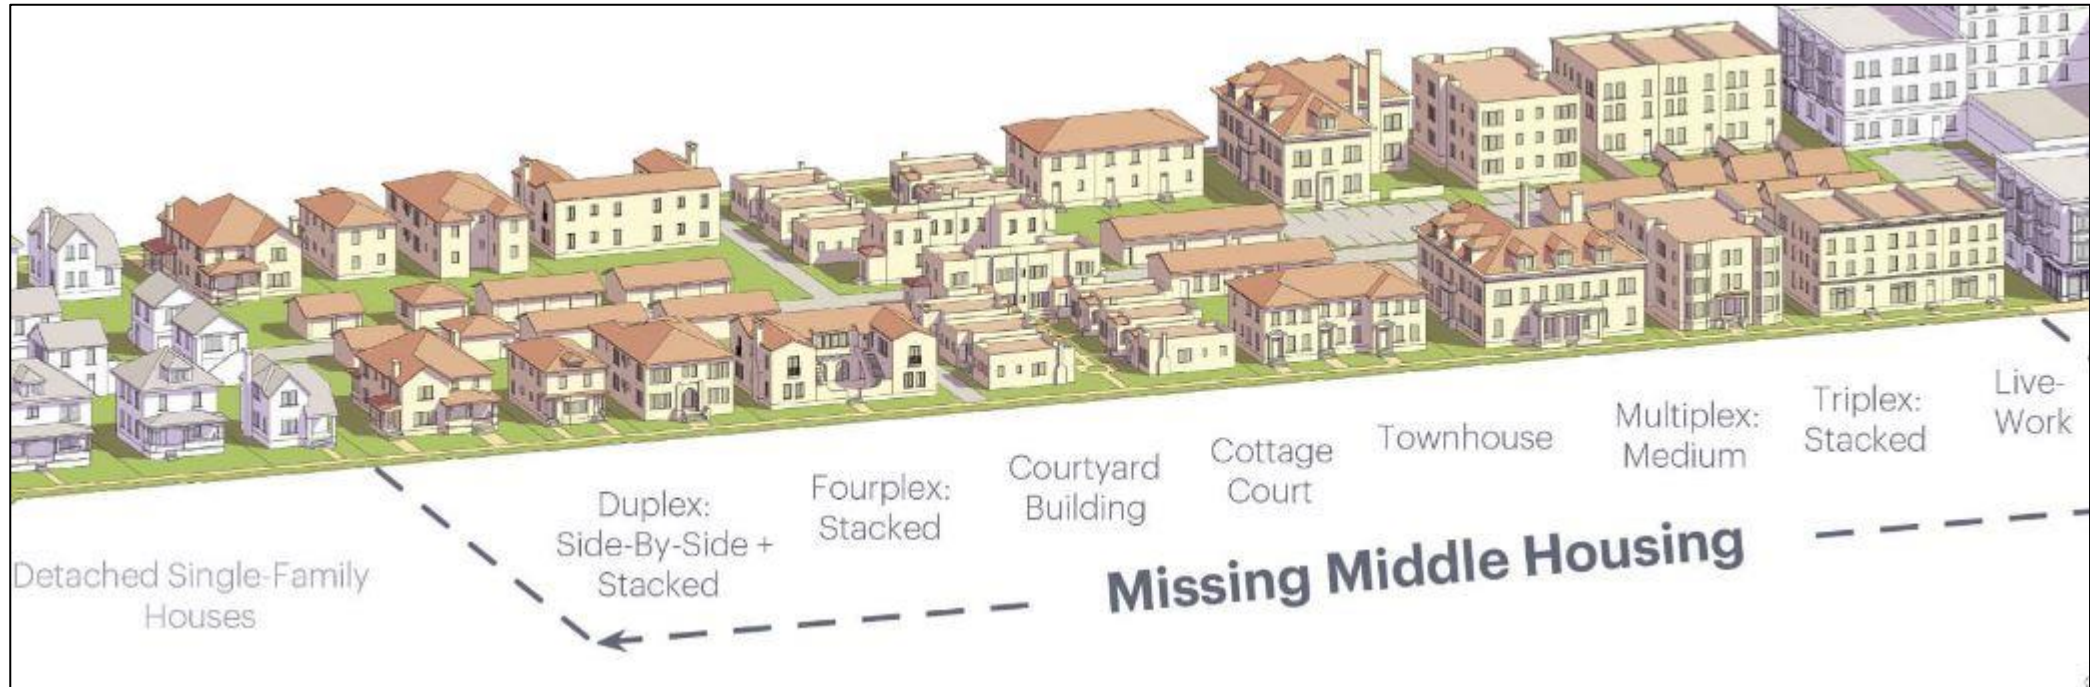 Detached Single-Family
Houses
Duplex:
Side-By-Side +
Stacked
Fourplex:
Stacked
Courtyard
Building
Cottage
Court
Townhouse
Multiplex:
Medium
Triplex:
Stacked
Live-
Work
Missing Middle Housing